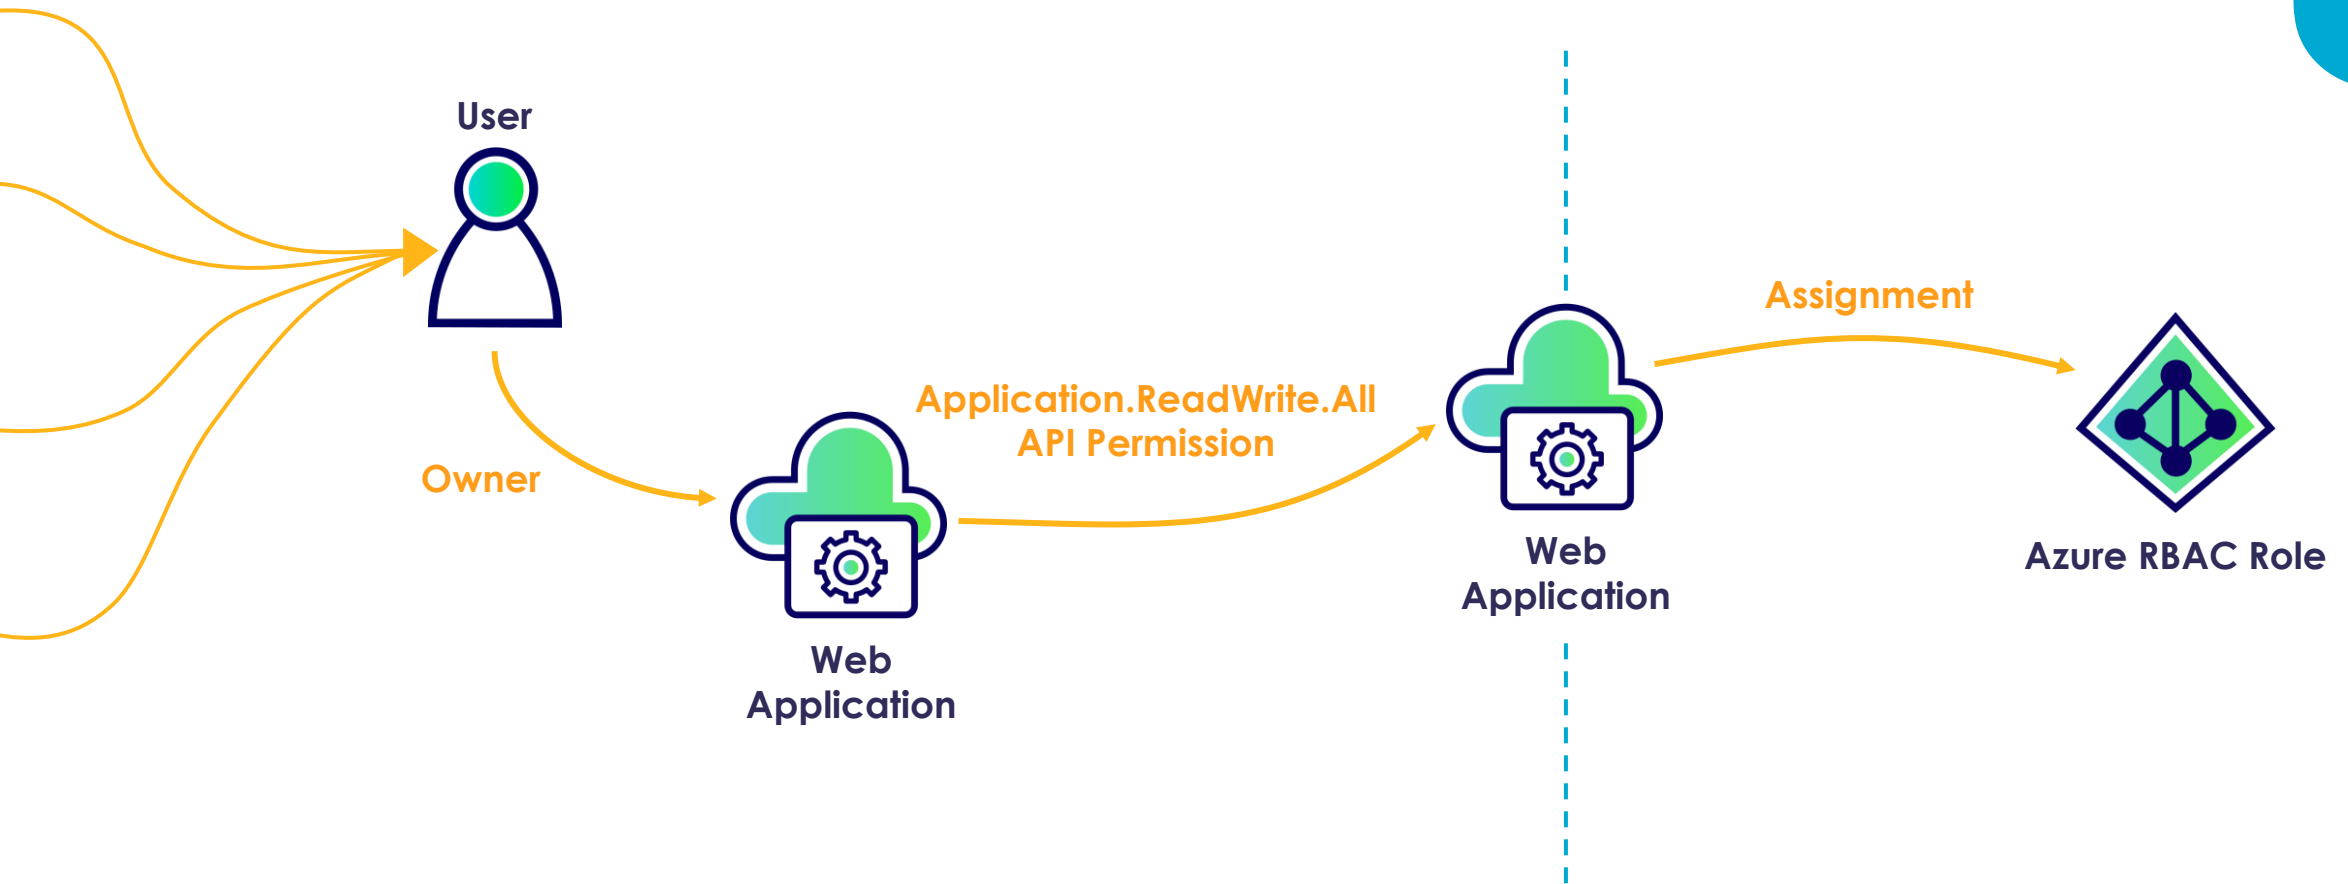 User
Owner
Web
Application
Application.ReadWrite.All
API Permission
Web
Application
Assignment
Azure RBAC Role